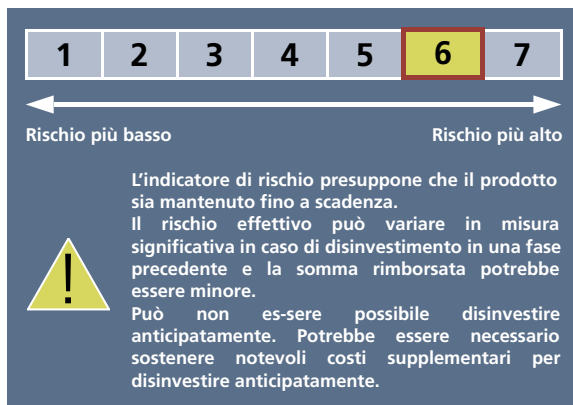 1 2 3 4 5 6 7
Rischio più basso Rischio più alto
L'indicatore di rischio presuppone che il prodotto
sia mantenuto fino a scadenza.
Il rischio effettivo può variare in misura
significativa in caso di disinvestimento in una fase
precedente e la somma rimborsata potrebbe
essere minore.
Può non es-sere possibile disinvestire
anticipatamente. Potrebbe essere necessario
sostenere notevoli costi supplementari per
disinvestire anticipatamente.
!